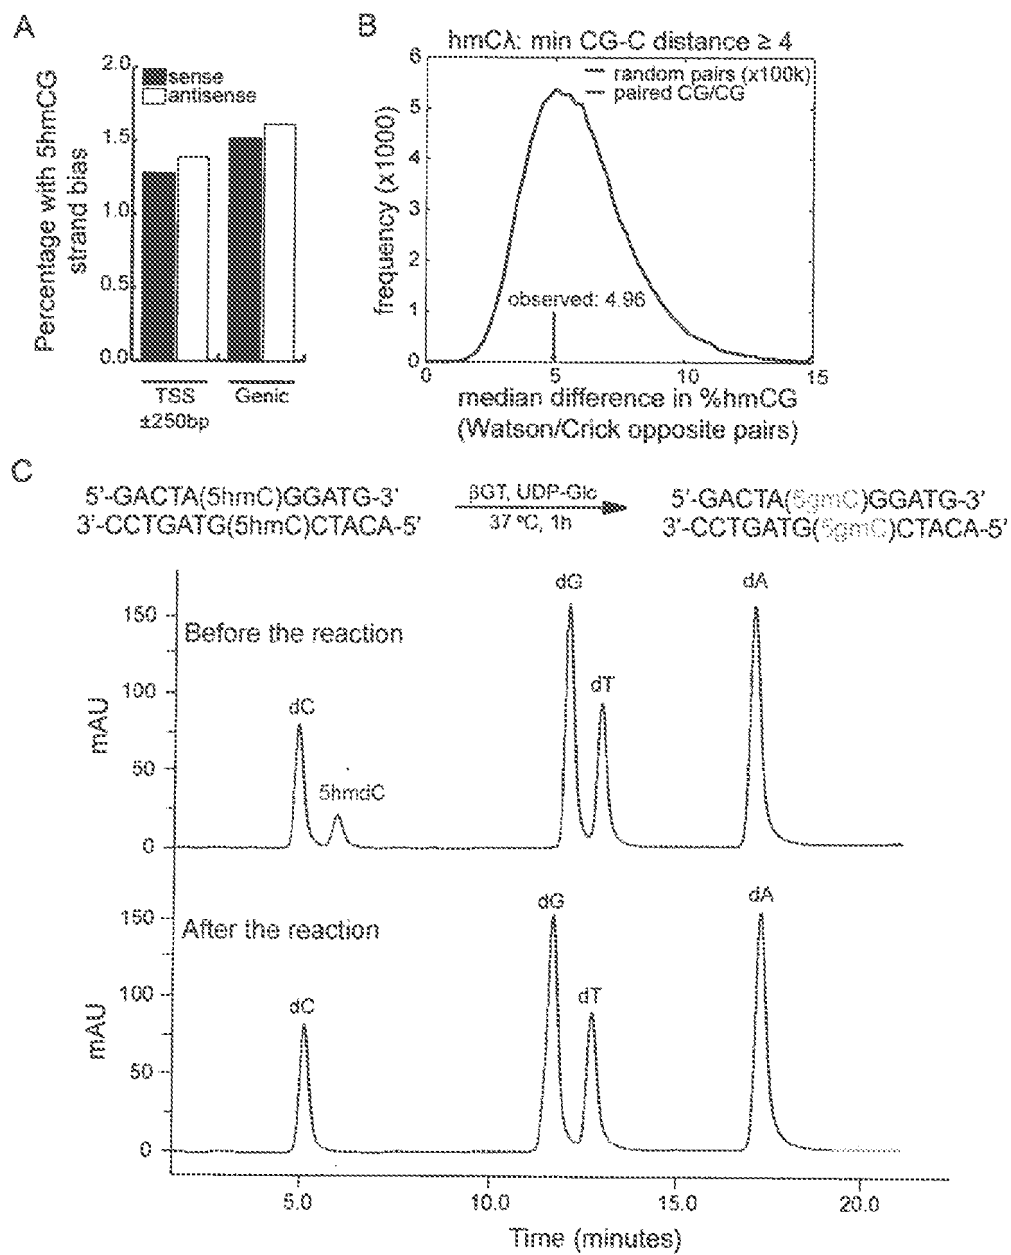 A
Percentage with 5hmCG
strand bias
2.0
1.5
1.0
0.5
0.0
sense
antisense
TSS
±250bp
Genic
B
hmCλ: min CG-C distance ≥ 4
frequency (x1000)
6
5
4
3
2
1
0
random pairs (x100k)
paired CG/CG
observed: 4.96
0
5
10
15
median difference in %hmCG
(Watson/Crick opposite pairs)
C
5'-GACTA(5hmC)GGATG-3'
3'-CCTGATG(5hmC)CTACA-5'
βGT, UDP-Glc
37 ºC, 1h
5'-GACTA(5gmC)GGATG-3'
3'-CCTGATG(5gmC)CTACA-5'
mAU
150
100
50
0
Before the reaction
dC
5hmdC
dG
dT
dA
mAU
150
100
50
0
After the reaction
dC
dG
dT
dA
5.0
10.0
15.0
20.0
Time (minutes)